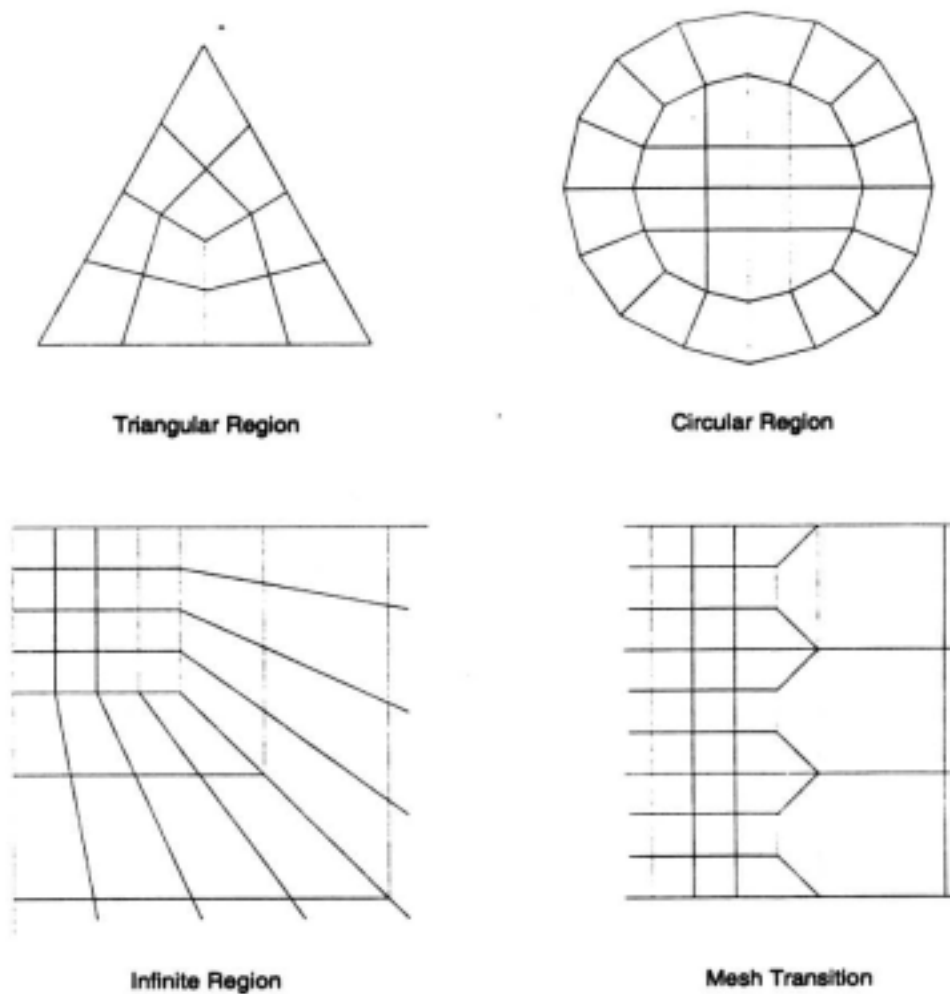 Triangular Region
Circular Region
Infinite Region
Mesh Transition